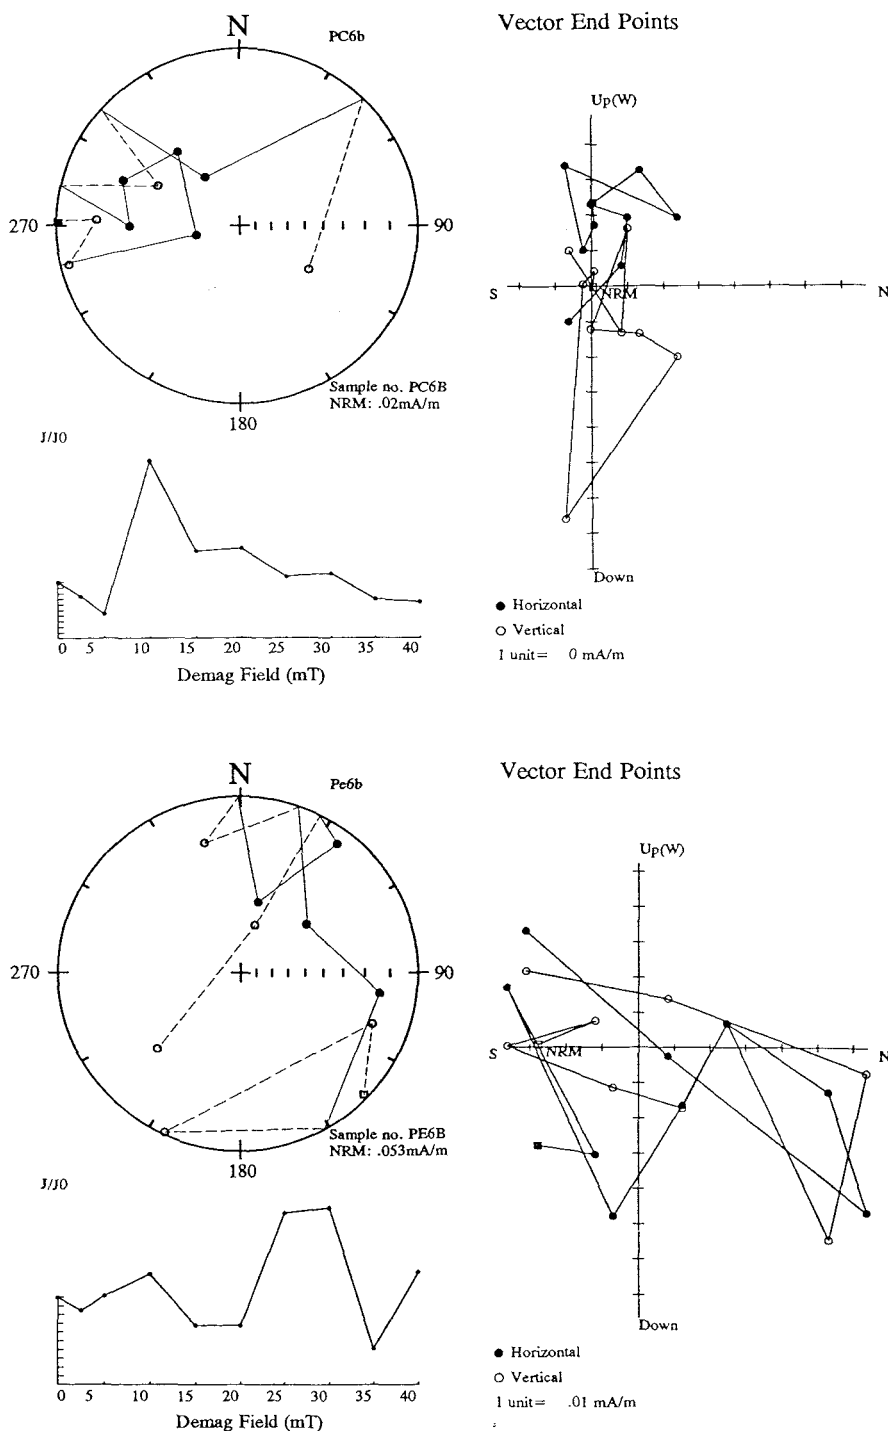 N
PC6b
Vector End Points
Up(W)
270
90
S
NRM
N
Sample no. PC6B
NRM: .02mA/m
180
J/J0
Down
● Horizontal
○ Vertical
1 unit= 0 mA/m
0 5 10 15 20 25 30 35 40
Demag Field (mT)
N
Pe6b
Vector End Points
Up(W)
270
90
S
NRM
N
Sample no. PE6B
NRM: .053mA/m
180
J/J0
Down
● Horizontal
○ Vertical
1 unit= .01 mA/m
0 5 10 15 20 25 30 35 40
Demag Field (mT)